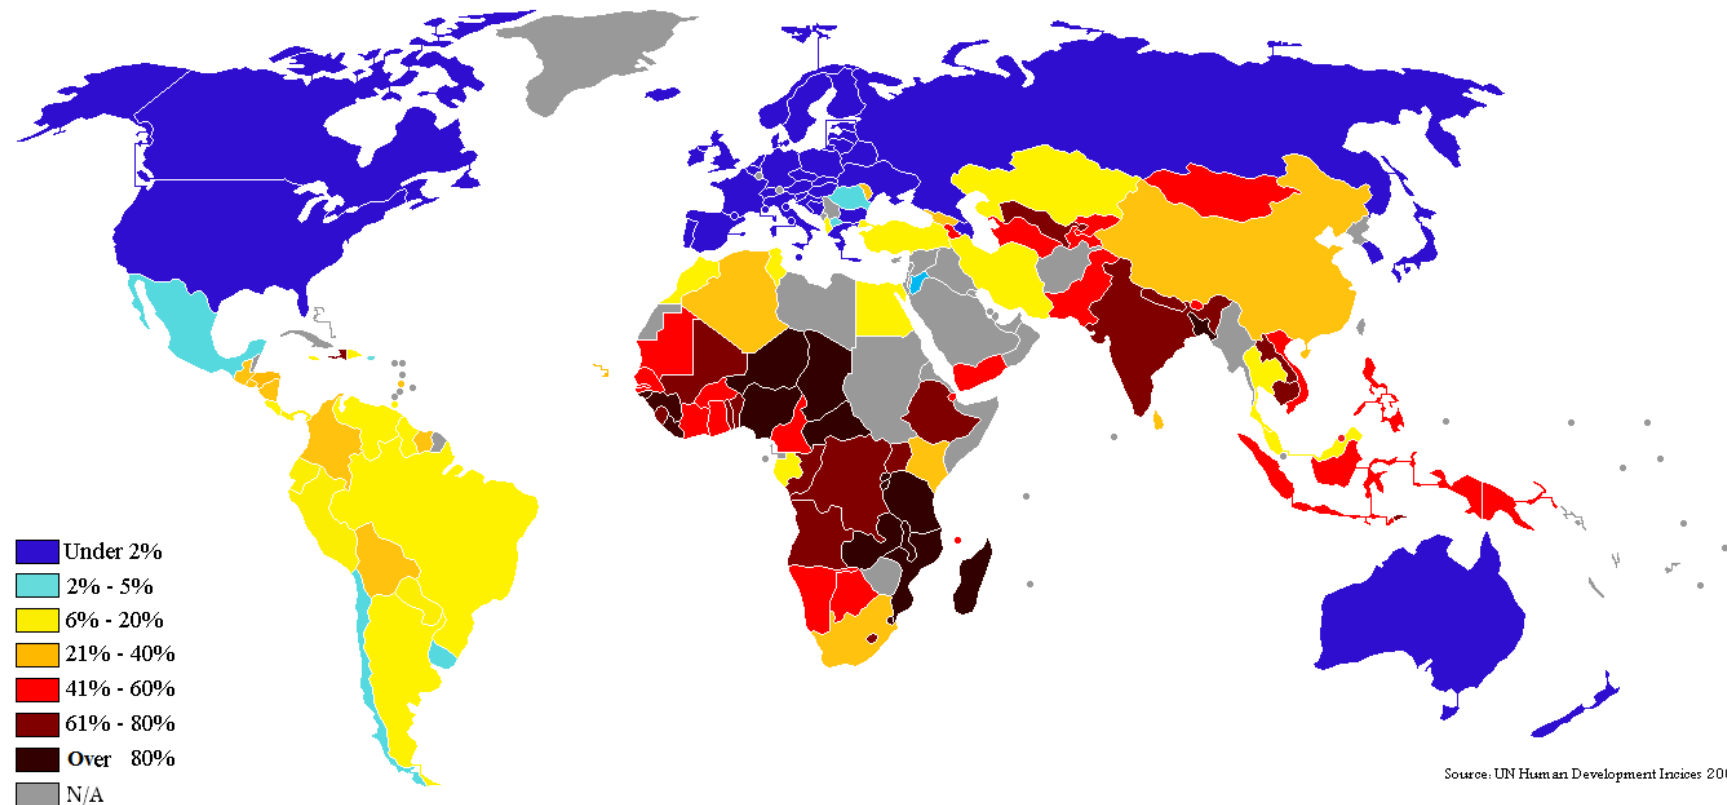 Under 2%
2% - 5%
6% - 20%
21% - 40%
41% - 60%
61% - 80%
Over 80%
N/A
Source: UN Human Development Incices 200